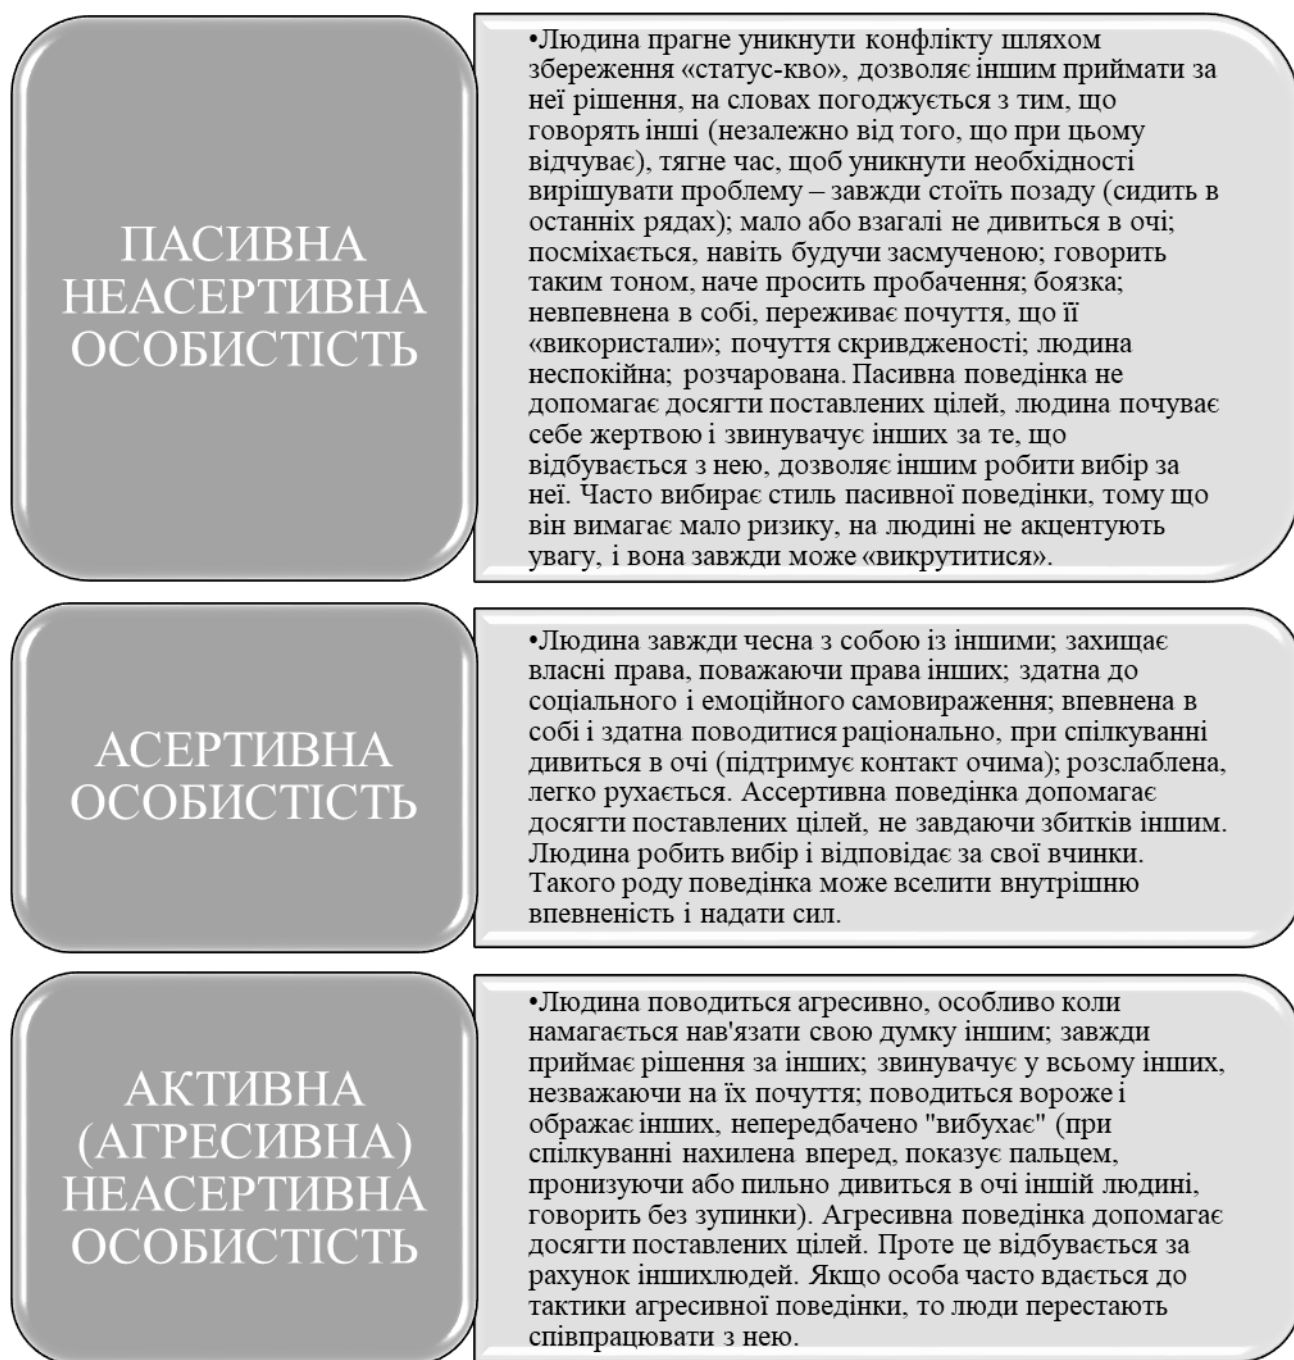 ПАСИВНА
НЕАСЕРТИВНА
ОСОБИСТІСТЬ
•Людина прагне уникнути конфлікту шляхом
збереження «статус-кво», дозволяє іншим приймати за
неї рішення, на словах погоджується з тим, що
говорять інші (незалежно від того, що при цьому
відчуває), тягне час, щоб уникнути необхідності
вирішувати проблему – завжди стоїть позаду (сидить в
останніх рядах); мало або взагалі не дивиться в очі;
посміхається, навіть будучи засмученою; говорить
таким тоном, наче просить пробачення; боязка;
невпевнена в собі, переживає почуття, що її
«використали»; почуття скривдженості; людина
неспокійна; розчарована. Пасивна поведінка не
допомагає досягти поставлених цілей, людина почуває
себе жертвою і звинувачує інших за те, що
відбувається з нею, дозволяє іншим робити вибір за
неї. Часто вибирає стиль пасивної поведінки, тому що
він вимагає мало ризику, на людині не акцентують
увагу, і вона завжди може «викрутитися».
АСЕРТИВНА
ОСОБИСТІСТЬ
•Людина завжди чесна з собою із іншими; захищає
власні права, поважаючи права інших; здатна до
соціального і емоційного самовираження; впевнена в
собі і здатна поводитися раціонально, при спілкуванні
дивиться в очі (підтримує контакт очима); розслаблена,
легко рухається. Ассертивна поведінка допомагає
досягти поставлених цілей, не завдаючи збитків іншим.
Людина робить вибір і відповідає за свої вчинки.
Такого роду поведінка може вселити внутрішню
впевненість і надати сил.
АКТИВНА
(АГРЕСИВНА)
НЕАСЕРТИВНА
ОСОБИСТІСТЬ
•Людина поводиться агресивно, особливо коли
намагається нав'язати свою думку іншим; завжди
приймає рішення за інших; звинувачує у всьому інших,
незважаючи на їх почуття; поводиться вороже і
ображає інших, непередбачено "вибухає" (при
спілкуванні нахилена вперед, показує пальцем,
пронизуючи або пильно дивиться в очі іншій людині,
говорить без зупинки). Агресивна поведінка допомагає
досягти поставлених цілей. Проте це відбувається за
рахунок іншихлюдей. Якщо особа часто вдається до
тактики агресивної поведінки, то люди перестають
співпрацювати з нею.